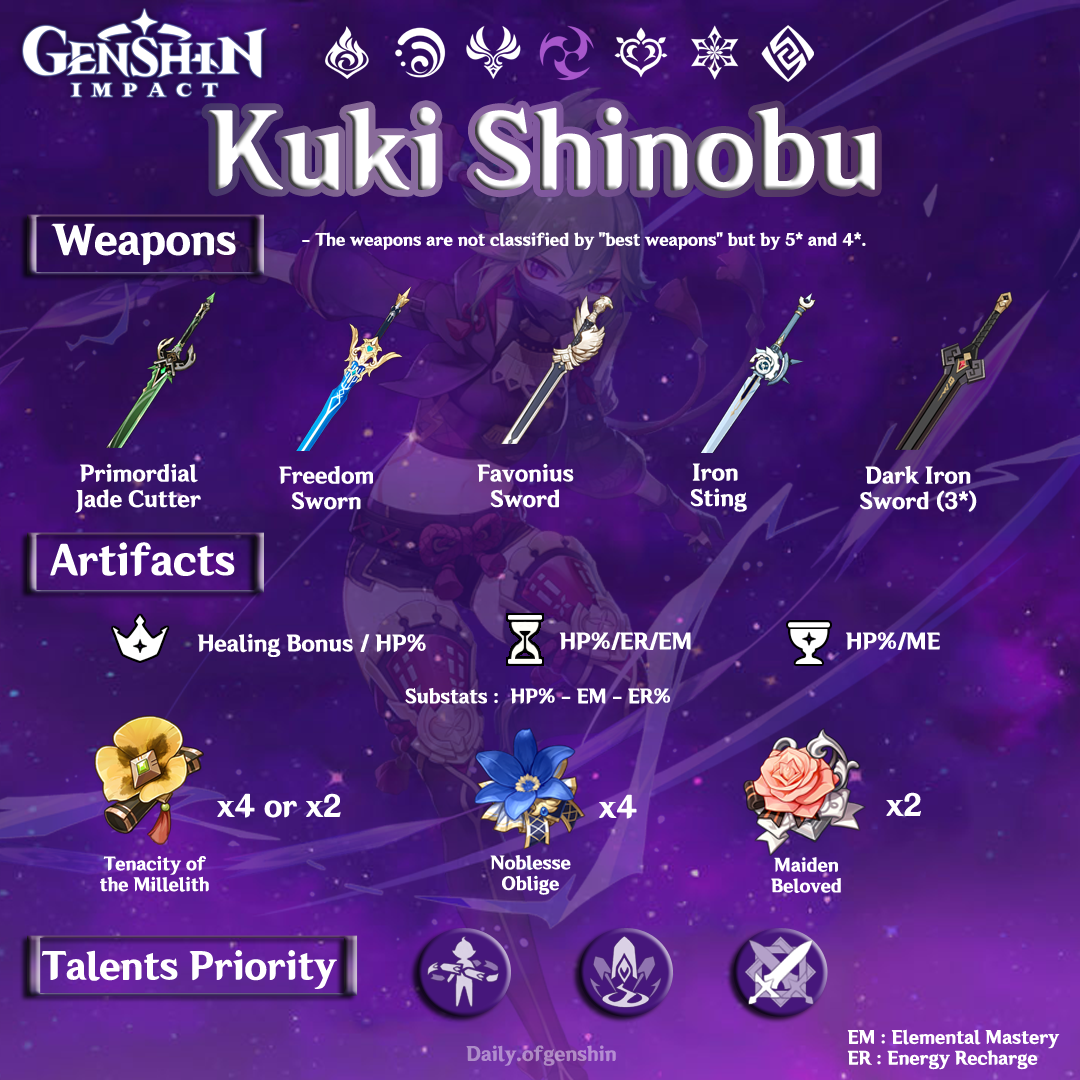 GENSHIN
IMPACT
Kuki Shinobu
Weapons
- The weapons are not classified by "best weapons" but by 5* and 4*.
Primordial
Jade Cutter
Freedom
Sworn
Favonius
Sword
Iron
Sting
Dark Iron
Sword (3*)
Artifacts
Healing Bonus / HP%
HP%/ER/EM
HP%/ME
Substats : HP% - EM - ER%
x4 or x2
x4
x2
Tenacity of
the Millelith
Noblesse
Oblige
Maiden
Beloved
Talents Priority
EM : Elemental Mastery
ER : Energy Recharge
Daily.ofgenshin